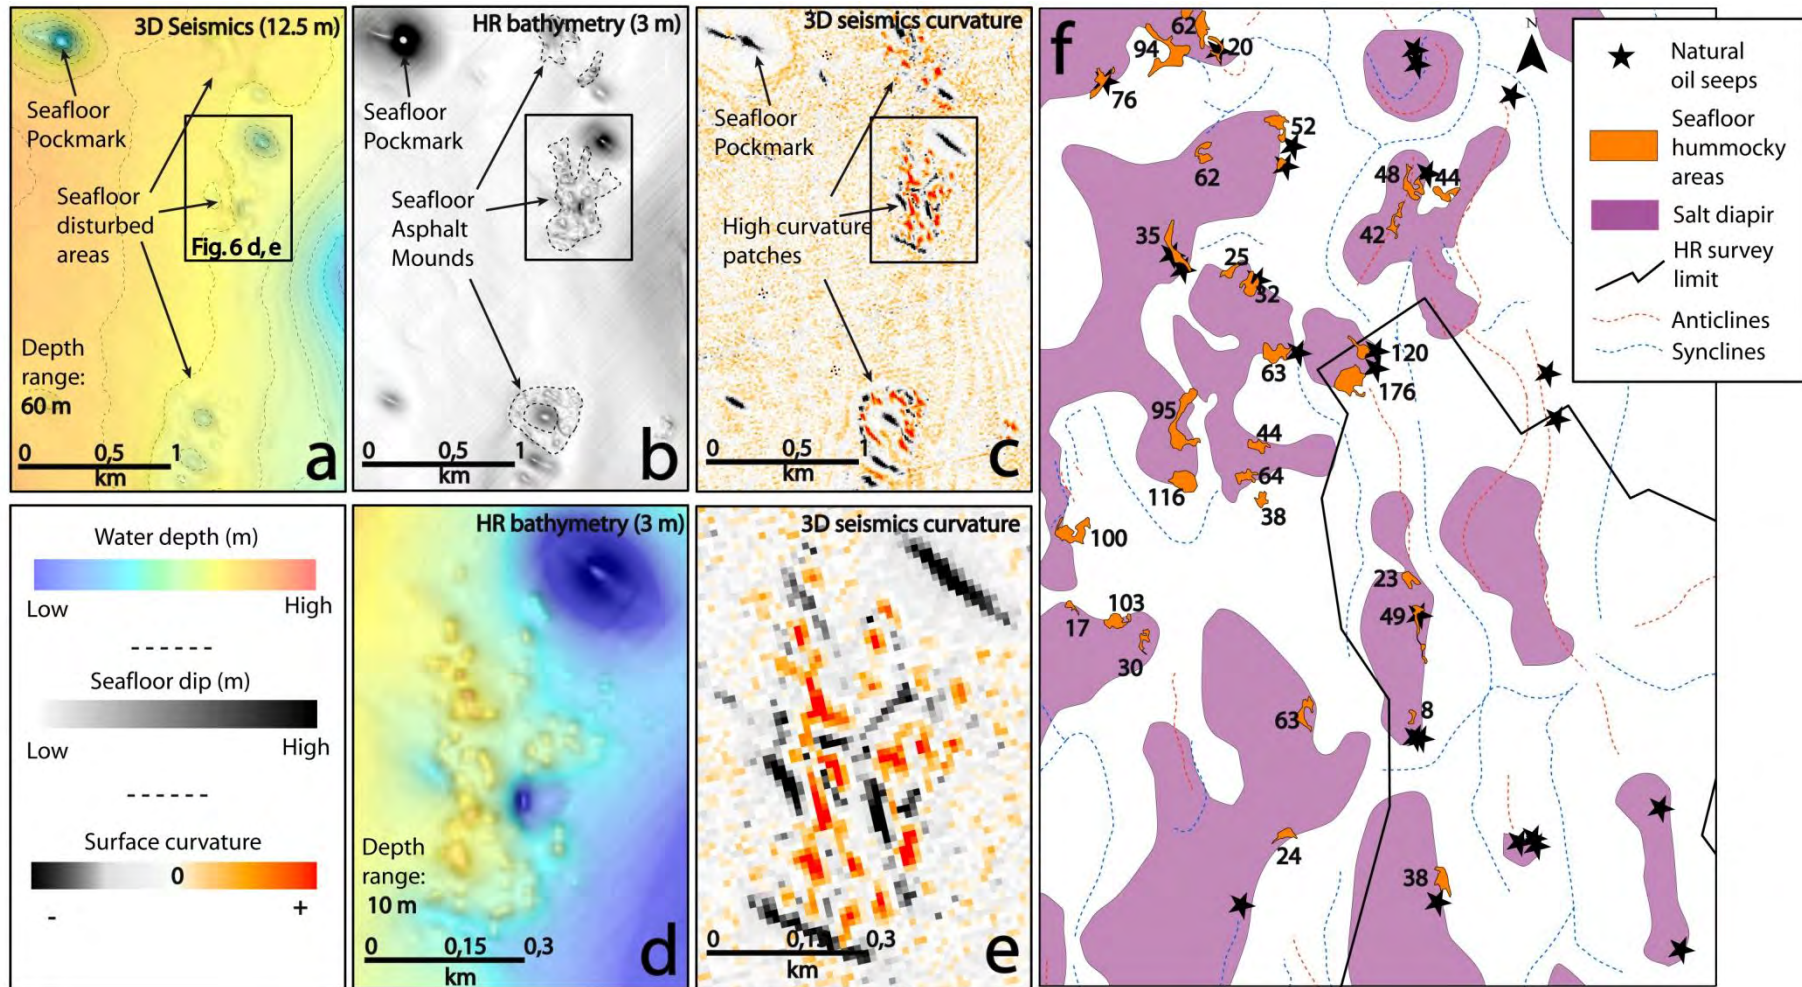 3D Seismics (12.5 m)
Seafloor
Pockmark
Seafloor
disturbed
areas
Fig. 6 d, e
Depth
range:
60 m
0
0,5
1
km
a
HR bathymetry (3 m)
Seafloor
Pockmark
Seafloor
Asphalt
Mounds
0
0,5
1
km
b
3D seismics curvature
Seafloor
Pockmark
High curvature
patches
0
0,5
1
km
c
Water depth (m)
Low
High
Seafloor dip (m)
Low
High
Surface curvature
0
-
+
HR bathymetry (3 m)
Depth
range:
10 m
0
0,15
0,3
km
d
3D seismics curvature
0
0,15
0,3
km
e
f
N
62
94
20
76
52
62
48
44
42
35
25
32
63
120
176
95
44
64
116
38
100
23
103
49
17
30
63
8
24
38
Natural
oil seeps
Seafloor
hummocky
areas
Salt diapir
HR survey
limit
Anticlines
Synclines